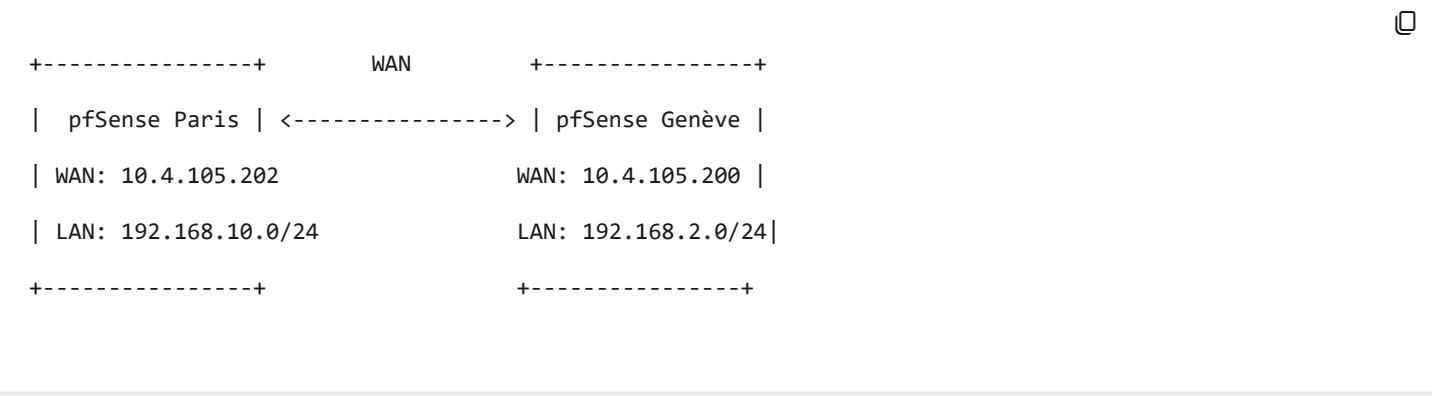 +----------------+        WAN         +----------------+
|  pfSense Paris | <----------------> | pfSense Genève |
| WAN: 10.4.105.202                  WAN: 10.4.105.200 |
| LAN: 192.168.10.0/24               LAN: 192.168.2.0/24|
+----------------+                   +----------------+